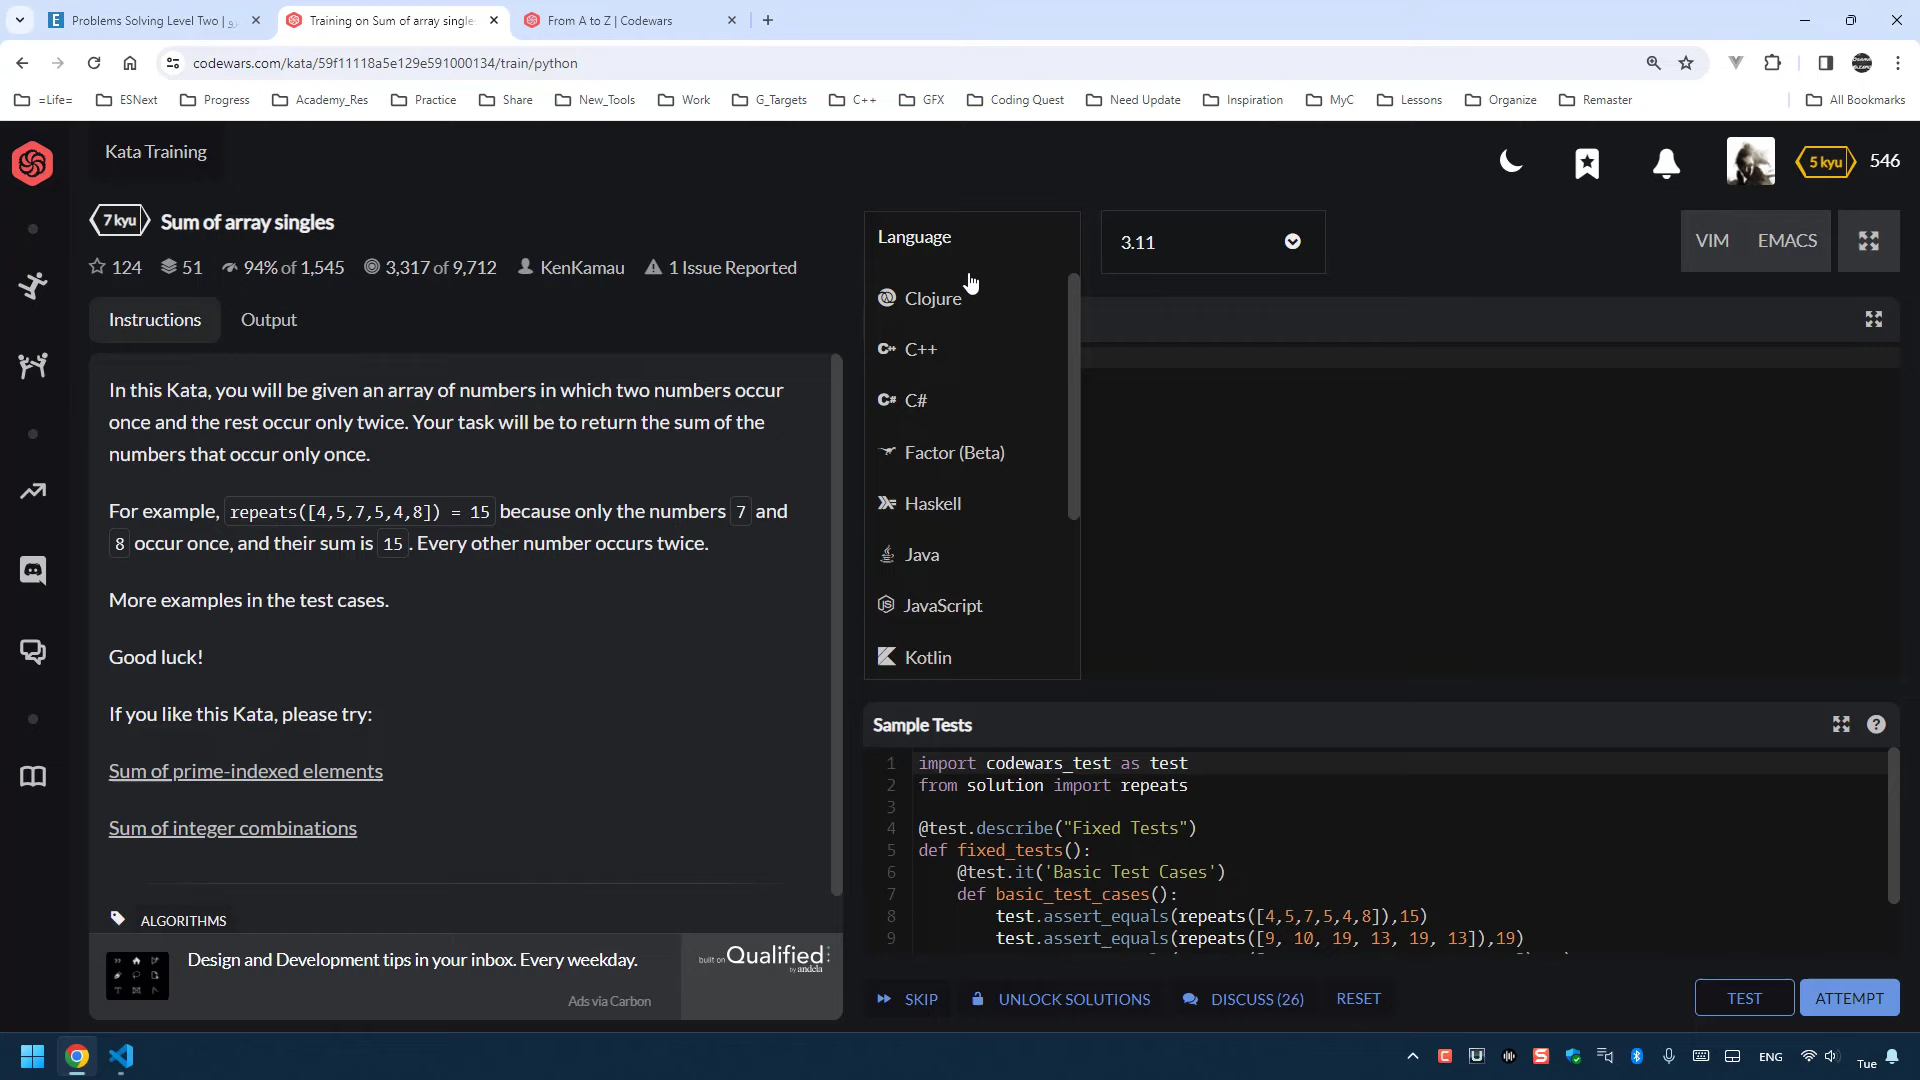 Problems Solving Level Two |
Training on Sum of array single
From A to Z | Codewars
codewars.com/kata/59f11118a5e129e591000134/train/python
=Life=
ESNext
Progress
Academy_Res
Practice
Share
New_Tools
Work
G_Targets
C++
GFX
Coding Quest
Need Update
Inspiration
MyC
Lessons
Organize
Remaster
All Bookmarks
Kata Training
5 kyu
546
7 kyu
Sum of array singles
124
51
94% of 1,545
3,317 of 9,712
KenKamau
1 Issue Reported
Instructions
Output
In this Kata, you will be given an array of numbers in which two numbers occur
once and the rest occur only twice. Your task will be to return the sum of the
numbers that occur only once.
For example, repeats([4,5,7,5,4,8]) = 15 because only the numbers 7 and
8 occur once, and their sum is 15. Every other number occurs twice.
More examples in the test cases.
Good luck!
If you like this Kata, please try:
Sum of prime-indexed elements
Sum of integer combinations
ALGORITHMS
Design and Development tips in your inbox. Every weekday.
Ads via Carbon
built on Qualified
by andela
Language
Clojure
C++
C#
Factor (Beta)
Haskell
Java
JavaScript
Kotlin
3.11
VIM
EMACS
Sample Tests
1 import codewars_test as test
2 from solution import repeats
3
4 @test.describe("Fixed Tests")
5 def fixed_tests():
6 @test.it('Basic Test Cases')
7 def basic_test_cases():
8 test.assert_equals(repeats([4,5,7,5,4,8]),15)
9 test.assert_equals(repeats([9, 10, 19, 13, 19, 13]),19)
SKIP
UNLOCK SOLUTIONS
DISCUSS (26)
RESET
TEST
ATTEMPT
ENG
Tue